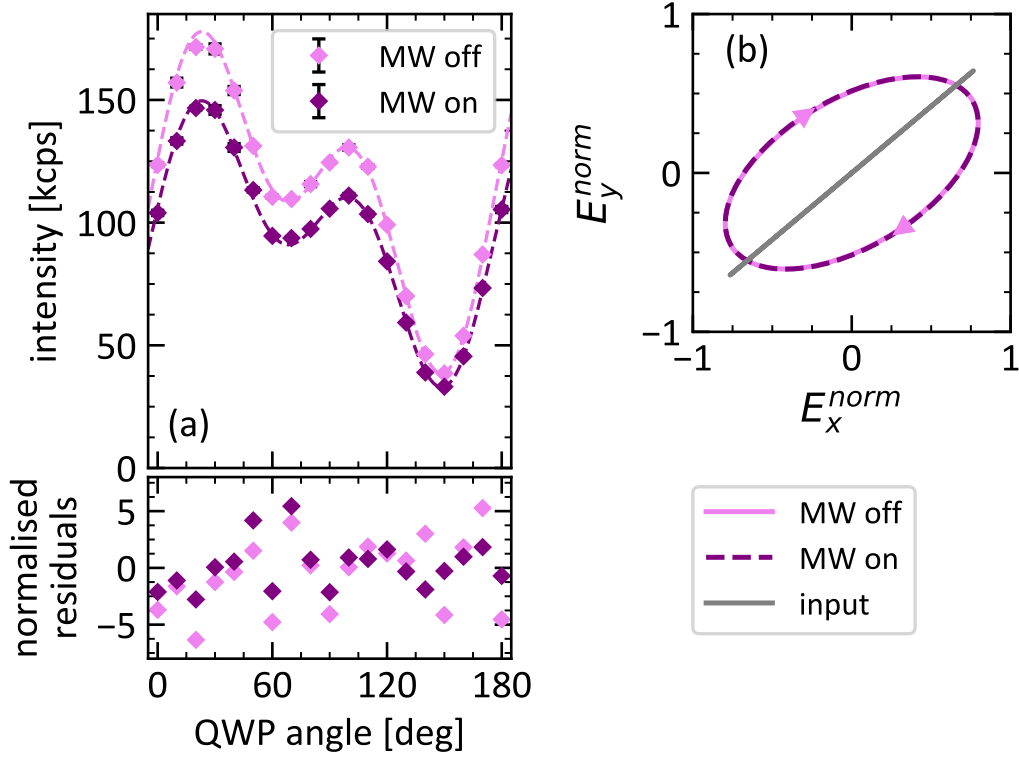 (a)
MW off
MW on
intensity [kcps]
150
100
50
0
normalised
residuals
5
0
−5
0
60
120
180
QWP angle [deg]
(b)
E_y^{norm}
1
0
−1
−1
0
1
E_x^{norm}
MW off
MW on
input